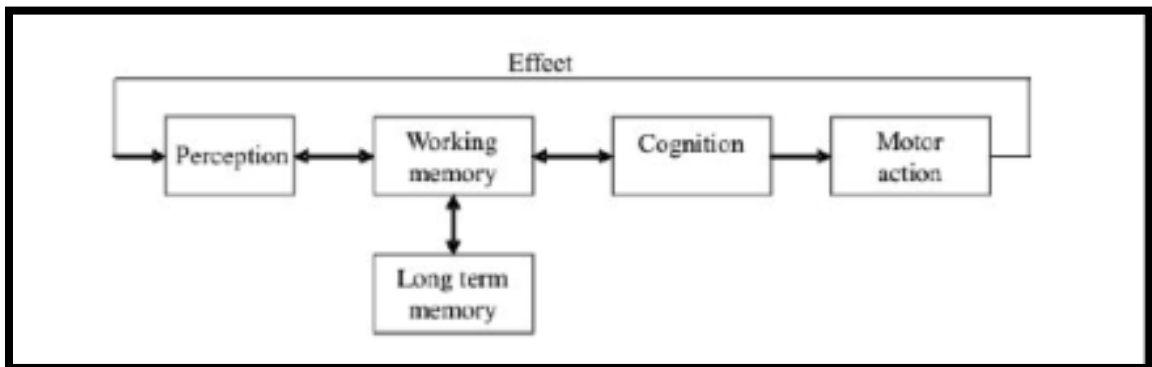 Effect
Perception
Working
memory
Cognition
Motor
action
Long term
memory